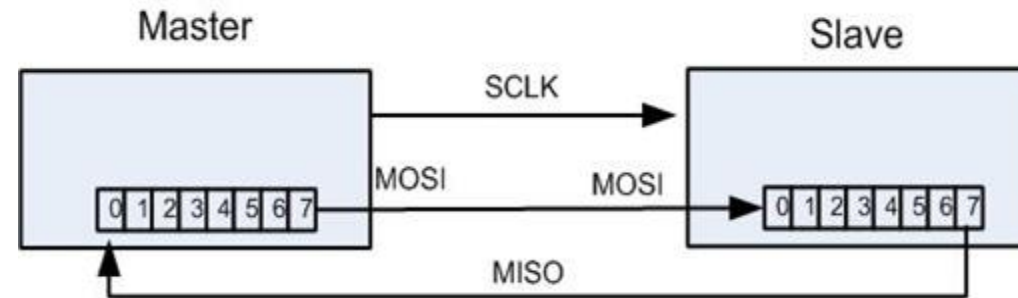 Master
Slave
SCLK
MOSI MOSI
0 1 2 3 4 5 6 7 0 1 2 3 4 5 6 7
MISO